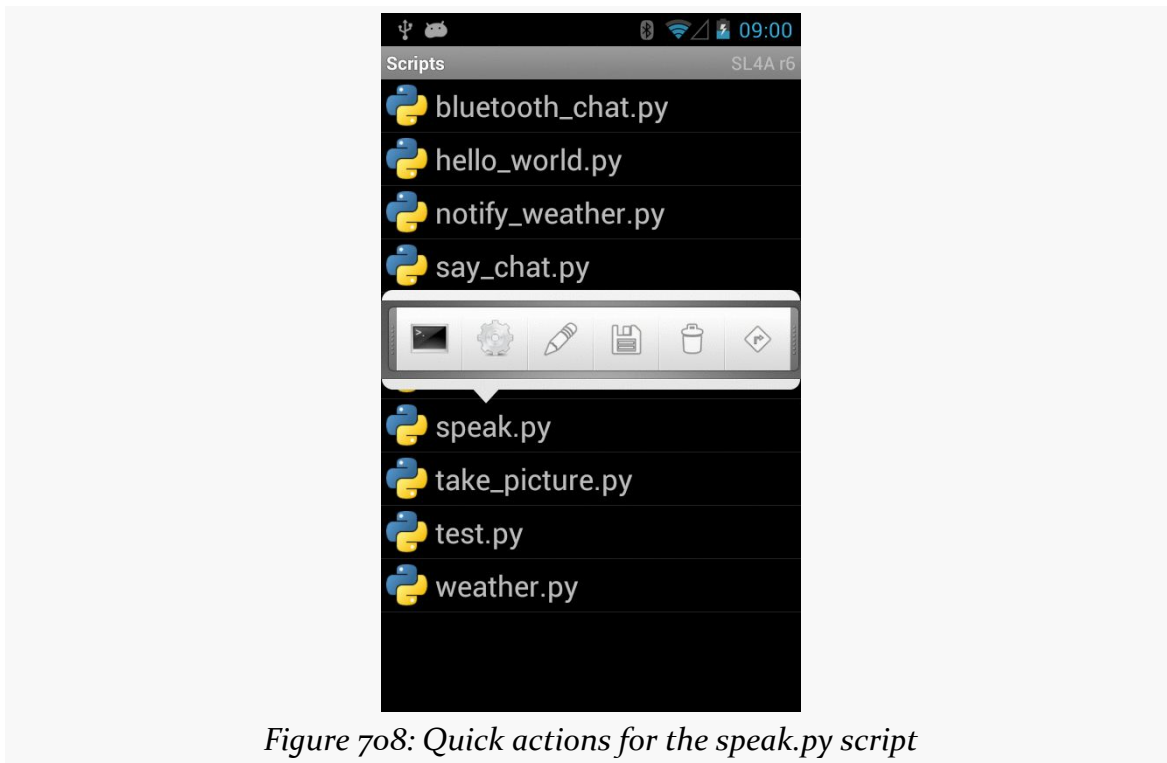 09:00
Scripts SL4A r6
bluetooth_chat.py
hello_world.py
notify_weather.py
say_chat.py
>_
speak.py
take_picture.py
test.py
weather.py
Figure 708: Quick actions for the speak.py script